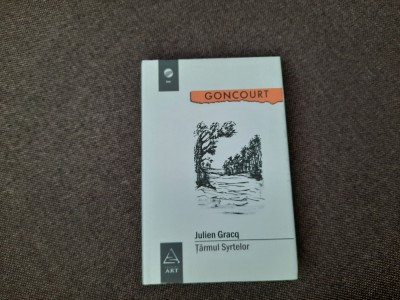 GONCOURT
Julien Gracq
Țărmul Syrtelor
ART